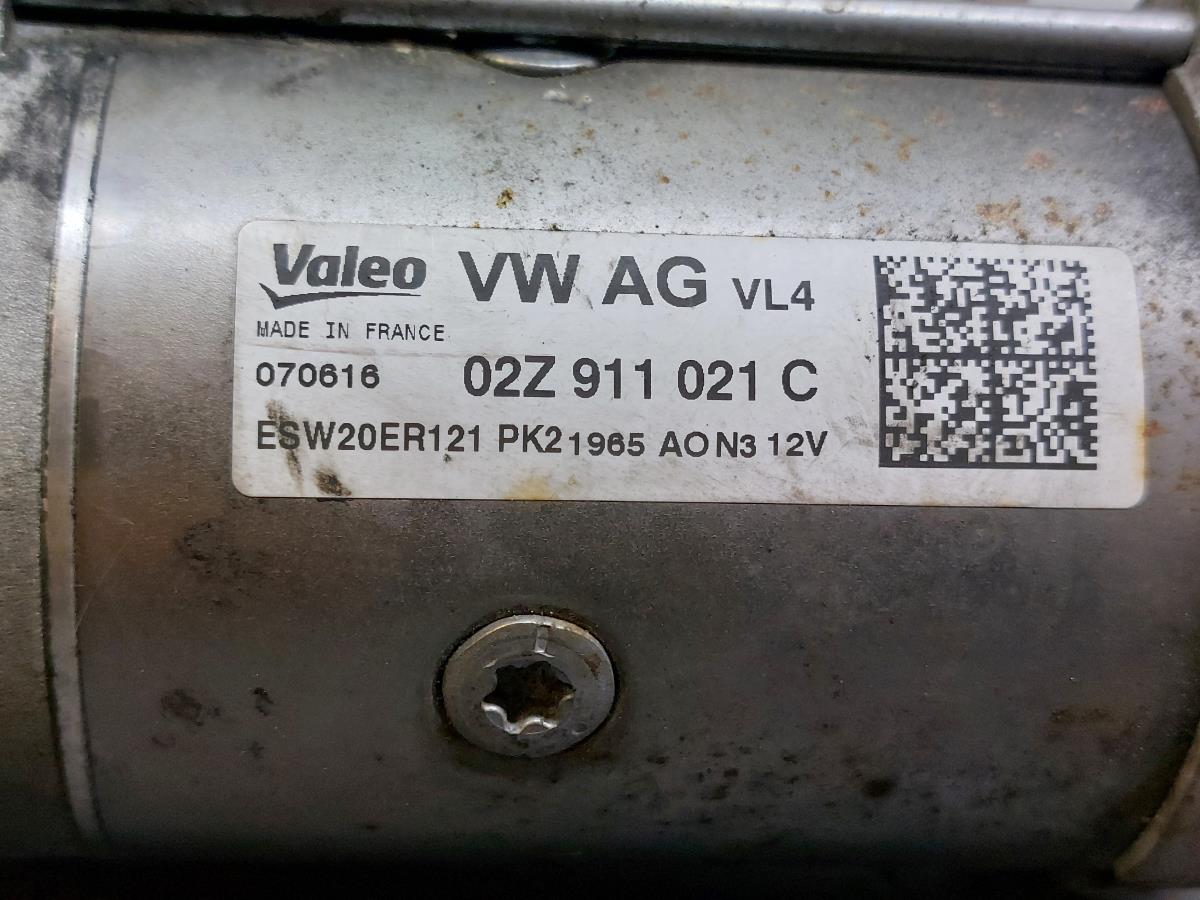 Valeo VW AG VL4
MADE IN FRANCE
070616 02Z 911 021 C
ESW20ER121 PK21965 AO N3 12V